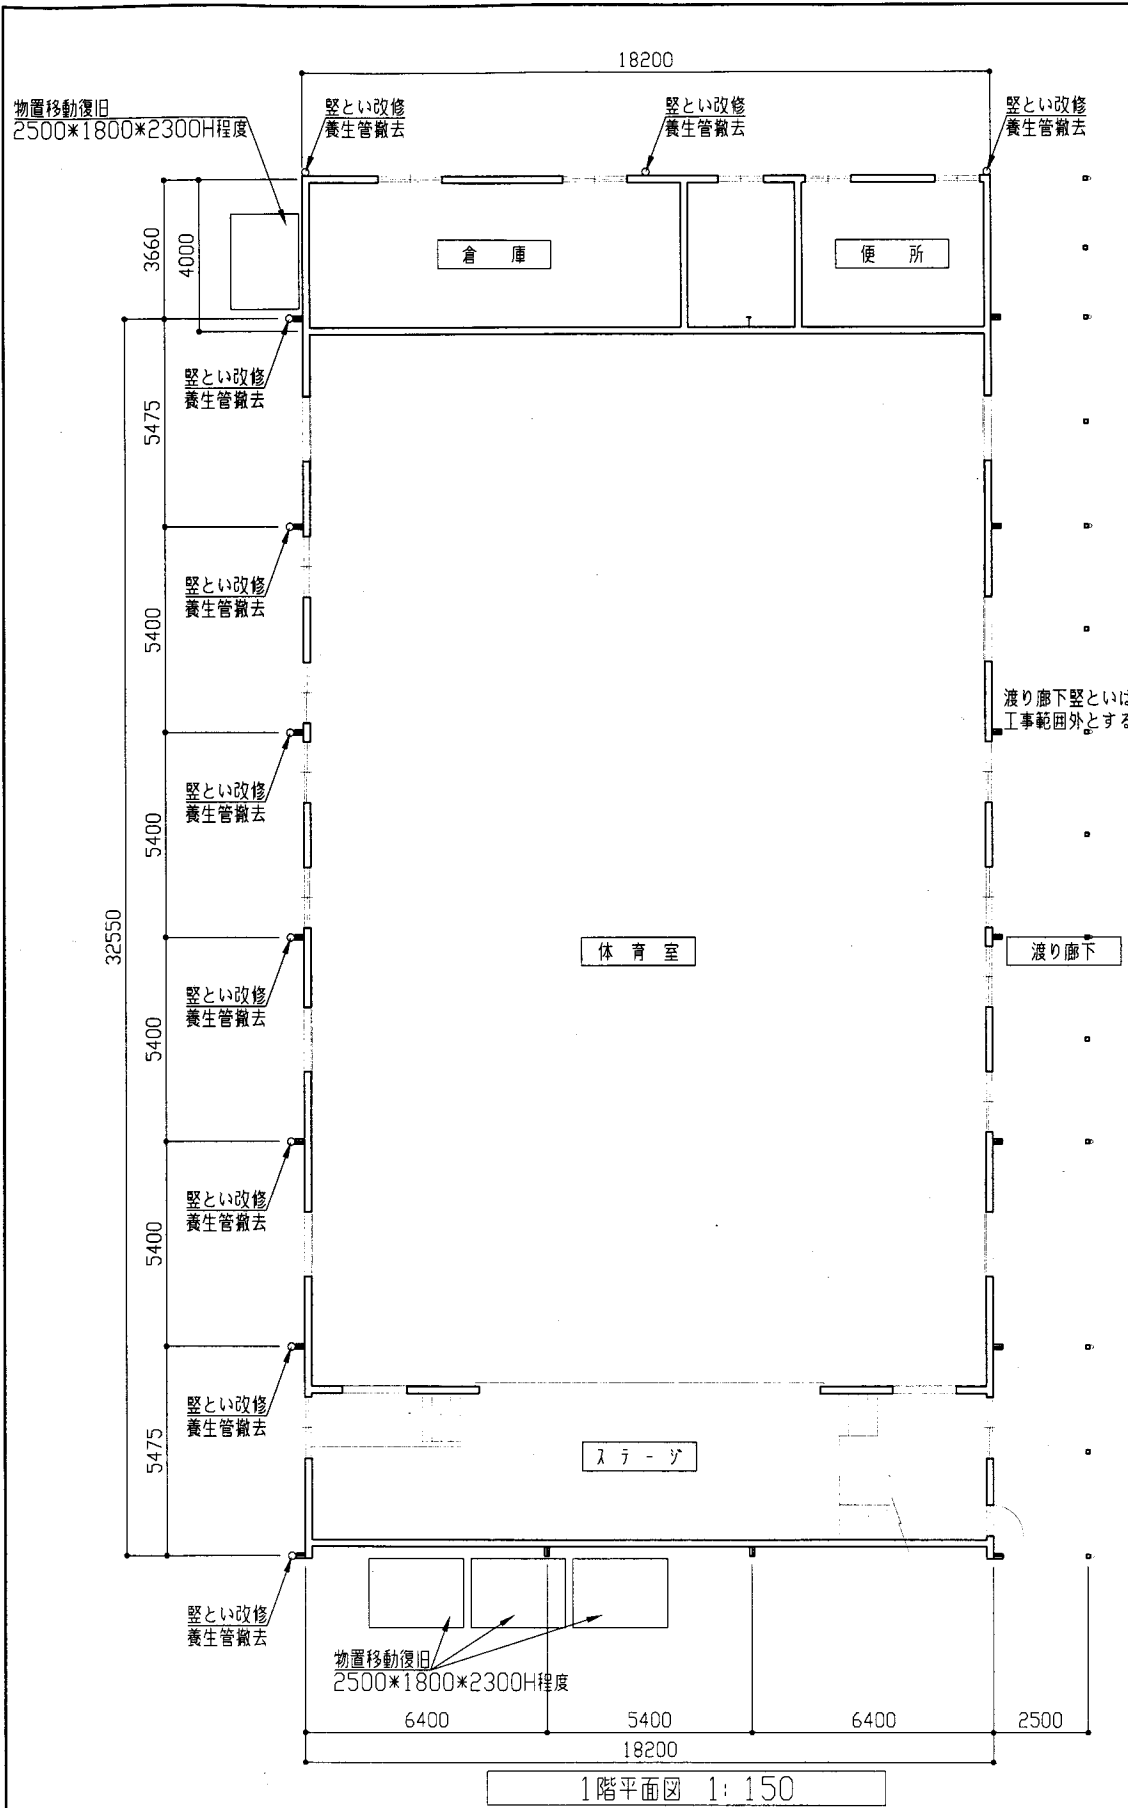 18200
物置移動復旧
2500*1800*2300H程度
竪とい改修
養生管撤去
竪とい改修
養生管撤去
竪とい改修
養生管撤去
3660
4000
倉 庫
便 所
竪とい改修
養生管撤去
5475
竪とい改修
養生管撤去
5400
渡り廊下竪といは
工事範囲外とする
竪とい改修
養生管撤去
5400
32550
体 育 室
渡り廊下
竪とい改修
養生管撤去
5400
竪とい改修
養生管撤去
5400
竪とい改修
養生管撤去
5475
ステージ
竪とい改修
養生管撤去
物置移動復旧
2500*1800*2300H程度
6400
5400
6400
2500
18200
1階平面図 1:150